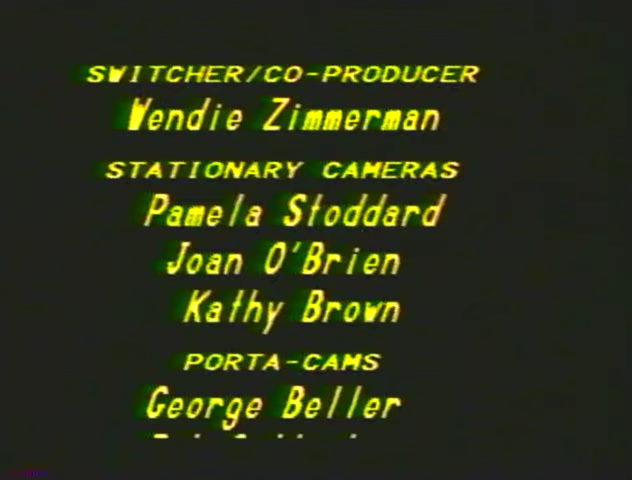 SWITCHER/CO-PRODUCER
Wendie Zimmerman
STATIONARY CAMERAS
Pamela Stoddard
Joan O'Brien
Kathy Brown
PORTA-CAMS
George Beller